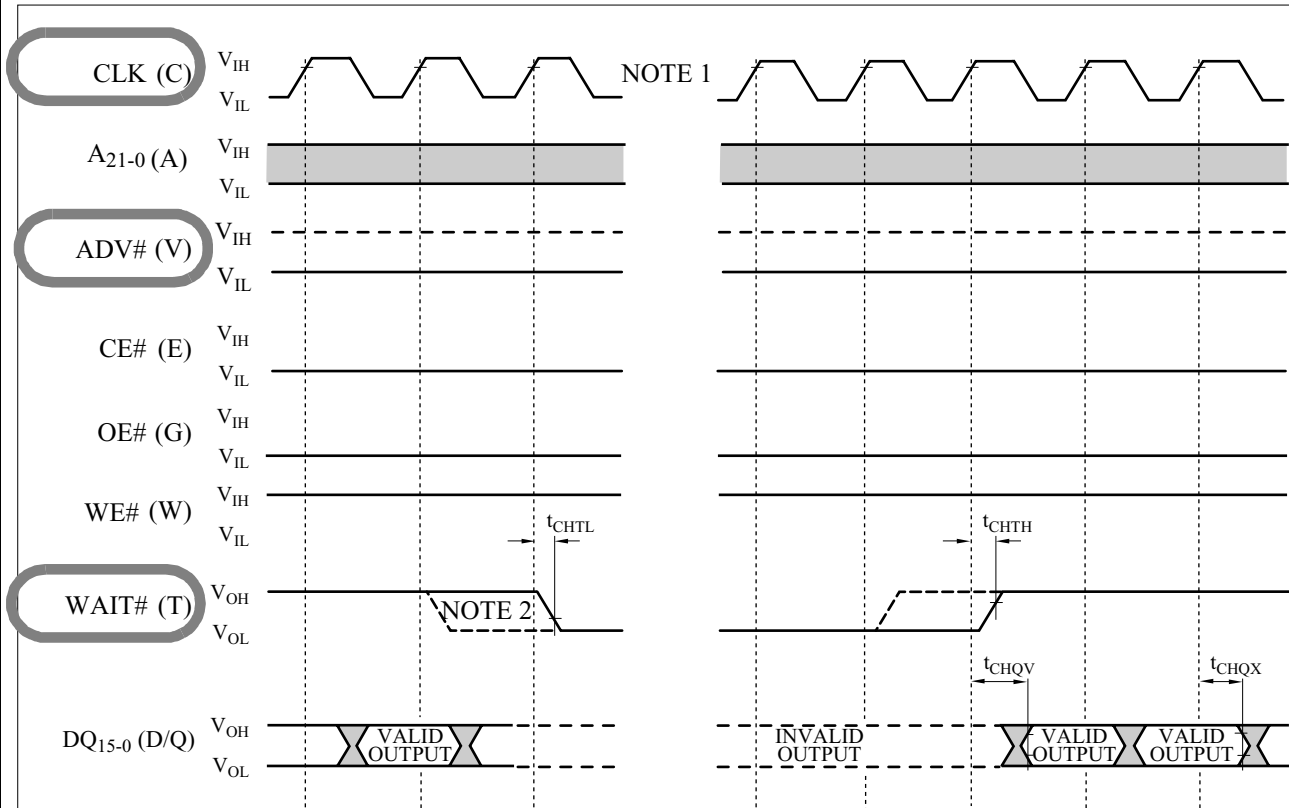 CLK (C) V_IH NOTE 1
V_IL
A_21-0 (A) V_IH
V_IL
ADV# (V) V_IH
V_IL
CE# (E) V_IH
V_IL
OE# (G) V_IH
V_IL
WE# (W) V_IH
V_IL t_CHTL t_CHTH
WAIT# (T) V_OH
NOTE 2
V_OL
t_CHQV t_CHQX
DQ_15-0 (D/Q) V_OH
VALID OUTPUT
INVALID OUTPUT
VALID OUTPUT
VALID OUTPUT
V_OL